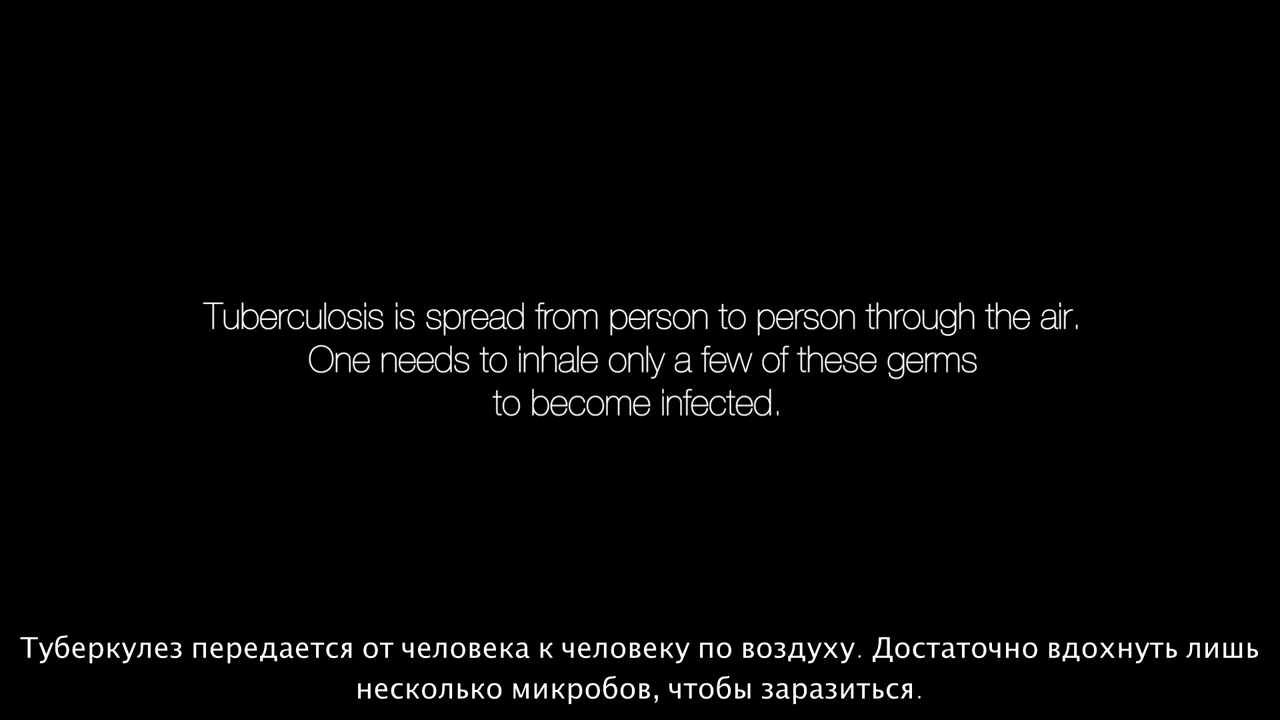 Tuberculosis is spread from person to person through the air.
One needs to inhale only a few of these germs
to become infected.
Туберкулез передается от человека к человеку по воздуху. Достаточно вдохнуть лишь
несколько микробов, чтобы заразиться.